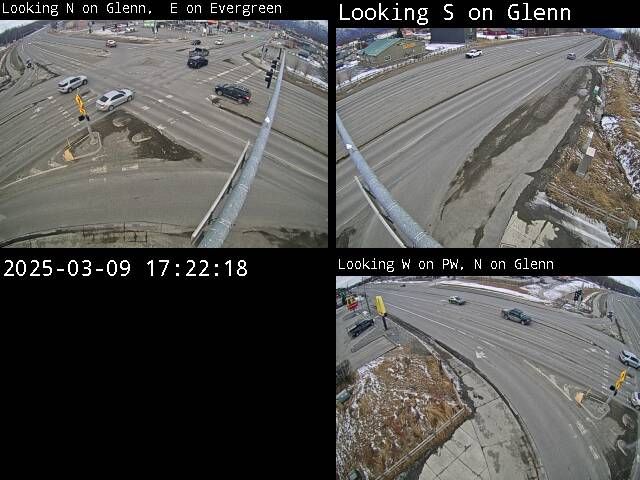 Looking N on Glenn,  E on Evergreen
Looking S on Glenn
2025-03-09 17:22:18
Looking W on PW, N on Glenn